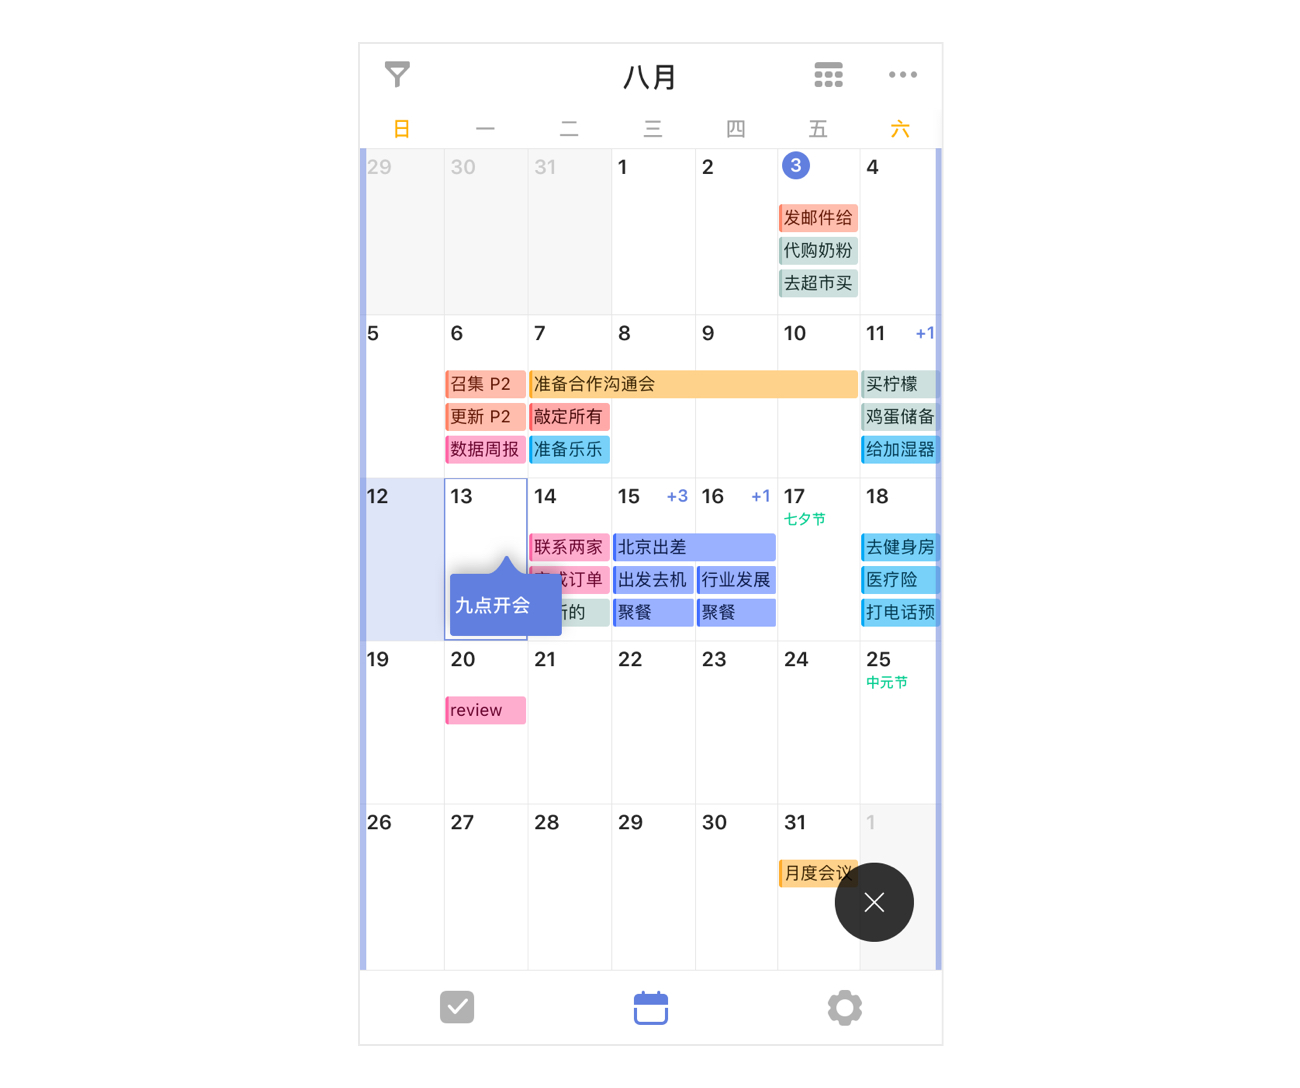 八月
日 一 二 三 四 五 六
29 30 31 1 2 3 4
发邮件给
代购奶粉
去超市买
5 6 7 8 9 10 11 +1
召集 P2 准备合作沟通会 买柠檬
更新 P2 敲定所有 鸡蛋储备
数据周报 准备乐乐 给加湿器
12 13 14 15 +3 16 +1 17 18
七夕节
联系两家 北京出差 去健身房
订单 出发去机 行业发展 医疗险
九点开会 新的 聚餐 聚餐 打电话预
19 20 21 22 23 24 25
中元节
review
26 27 28 29 30 31 1
月度会议